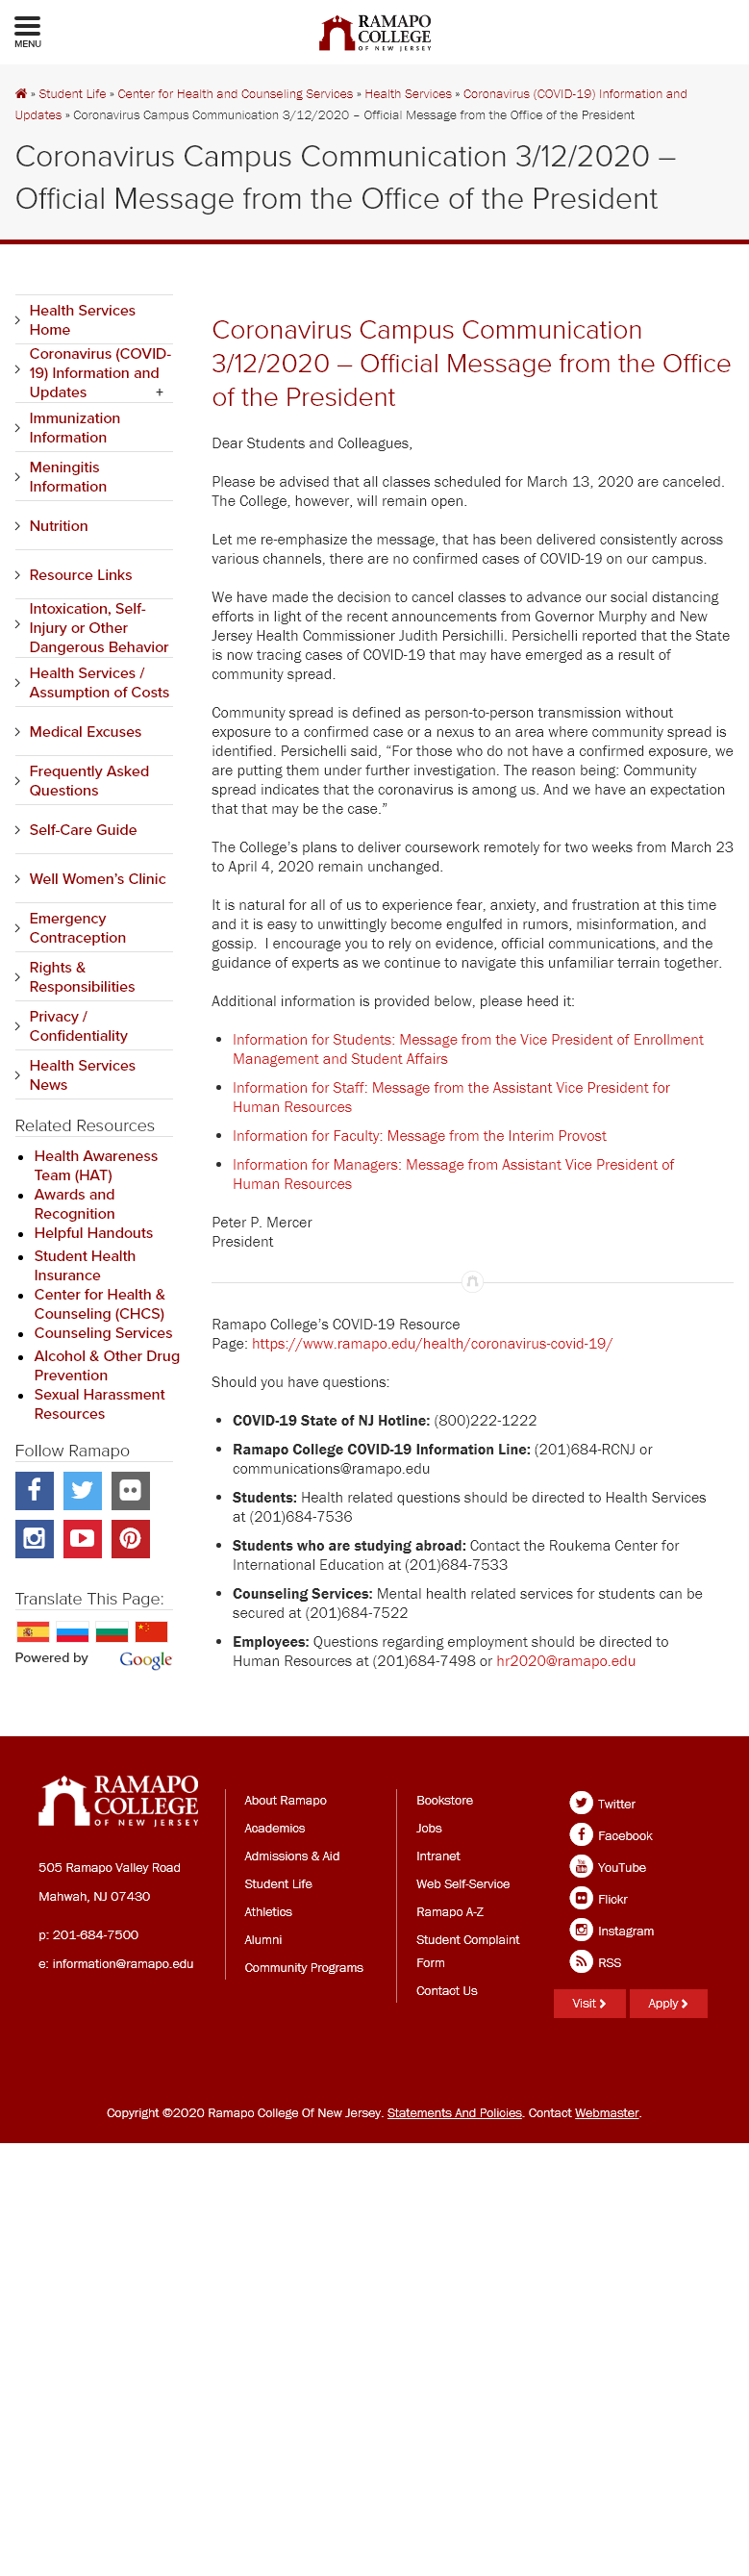 MENU
RAMAPO
COLLEGE
OF NEW JERSEY
» Student Life » Center for Health and Counseling Services » Health Services » Coronavirus (COVID-19) Information and
Updates » Coronavirus Campus Communication 3/12/2020 – Official Message from the Office of the President
Coronavirus Campus Communication 3/12/2020 –
Official Message from the Office of the President
Health Services
Home
Coronavirus (COVID-
19) Information and
Updates +
Immunization
Information
Meningitis
Information
Nutrition
Resource Links
Intoxication, Self-
Injury or Other
Dangerous Behavior
Health Services /
Assumption of Costs
Medical Excuses
Frequently Asked
Questions
Self-Care Guide
Well Women's Clinic
Emergency
Contraception
Rights &
Responsibilities
Privacy /
Confidentiality
Health Services
News
Related Resources
Health Awareness
Team (HAT)
Awards and
Recognition
Helpful Handouts
Student Health
Insurance
Center for Health &
Counseling (CHCS)
Counseling Services
Alcohol & Other Drug
Prevention
Sexual Harassment
Resources
Follow Ramapo
Translate This Page:
Powered by Google
Coronavirus Campus Communication
3/12/2020 – Official Message from the Office
of the President
Dear Students and Colleagues,
Please be advised that all classes scheduled for March 13, 2020 are canceled.
The College, however, will remain open.
Let me re-emphasize the message, that has been delivered consistently across
various channels, there are no confirmed cases of COVID-19 on our campus.
We have made the decision to cancel classes to advance our social distancing
efforts in light of the recent announcements from Governor Murphy and New
Jersey Health Commissioner Judith Persichilli. Persichelli reported that the State
is now tracing cases of COVID-19 that may have emerged as a result of
community spread.
Community spread is defined as person-to-person transmission without
exposure to a confirmed case or a nexus to an area where community spread is
identified. Persichelli said, “For those who do not have a confirmed exposure, we
are putting them under further investigation. The reason being: Community
spread indicates that the coronavirus is among us. And we have an expectation
that that may be the case.”
The College’s plans to deliver coursework remotely for two weeks from March 23
to April 4, 2020 remain unchanged.
It is natural for all of us to experience fear, anxiety, and frustration at this time
and it is easy to unwittingly become engulfed in rumors, misinformation, and
gossip. I encourage you to rely on evidence, official communications, and the
guidance of experts as we continue to navigate this unfamiliar terrain together.
Additional information is provided below, please heed it:
Information for Students: Message from the Vice President of Enrollment
Management and Student Affairs
Information for Staff: Message from the Assistant Vice President for
Human Resources
Information for Faculty: Message from the Interim Provost
Information for Managers: Message from Assistant Vice President of
Human Resources
Peter P. Mercer
President
Ramapo College’s COVID-19 Resource
Page: https://www.ramapo.edu/health/coronavirus-covid-19/
Should you have questions:
COVID-19 State of NJ Hotline: (800)222-1222
Ramapo College COVID-19 Information Line: (201)684-RCNJ or
communications@ramapo.edu
Students: Health related questions should be directed to Health Services
at (201)684-7536
Students who are studying abroad: Contact the Roukema Center for
International Education at (201)684-7533
Counseling Services: Mental health related services for students can be
secured at (201)684-7522
Employees: Questions regarding employment should be directed to
Human Resources at (201)684-7498 or hr2020@ramapo.edu
RAMAPO
COLLEGE
OF NEW JERSEY
505 Ramapo Valley Road
Mahwah, NJ 07430
p: 201-684-7500
e: information@ramapo.edu
About Ramapo
Academics
Admissions & Aid
Student Life
Athletics
Alumni
Community Programs
Bookstore
Jobs
Intranet
Web Self-Service
Ramapo A-Z
Student Complaint
Form
Contact Us
Twitter
Facebook
YouTube
Flickr
Instagram
RSS
Visit
Apply
Copyright ©2020 Ramapo College Of New Jersey. Statements And Policies. Contact Webmaster.